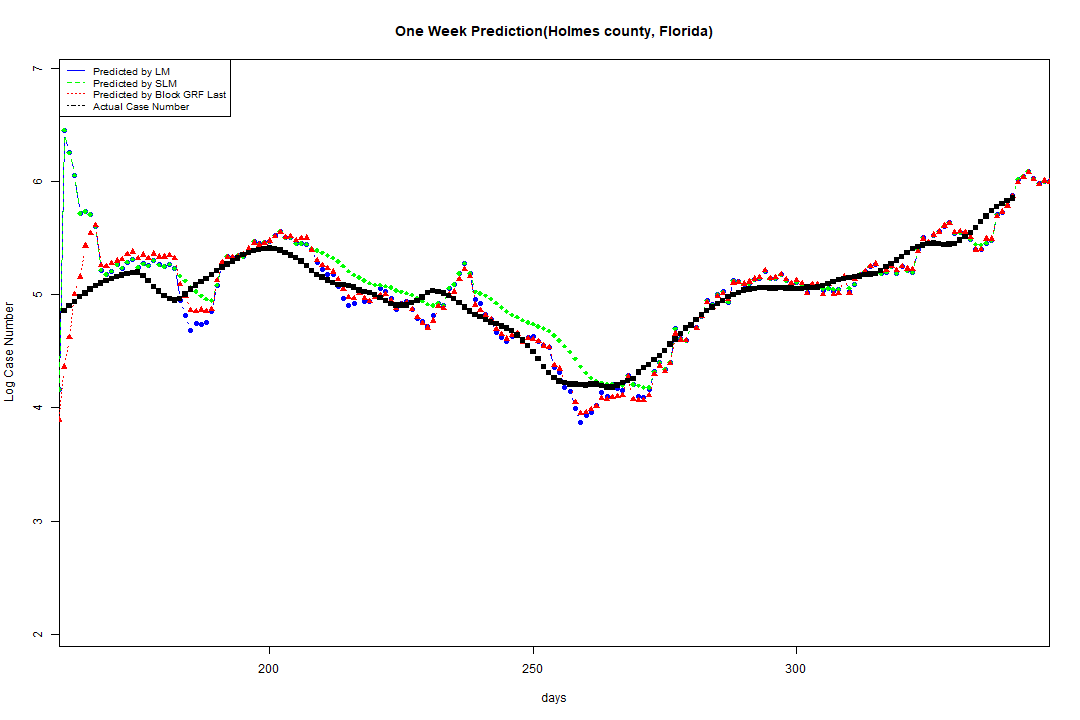 One Week Prediction(Holmes county, Florida)
Predicted by LM
Predicted by SLM
Predicted by Block GRF Last
Actual Case Number
7
6
5
4
3
2
Log Case Number
200
250
300
days